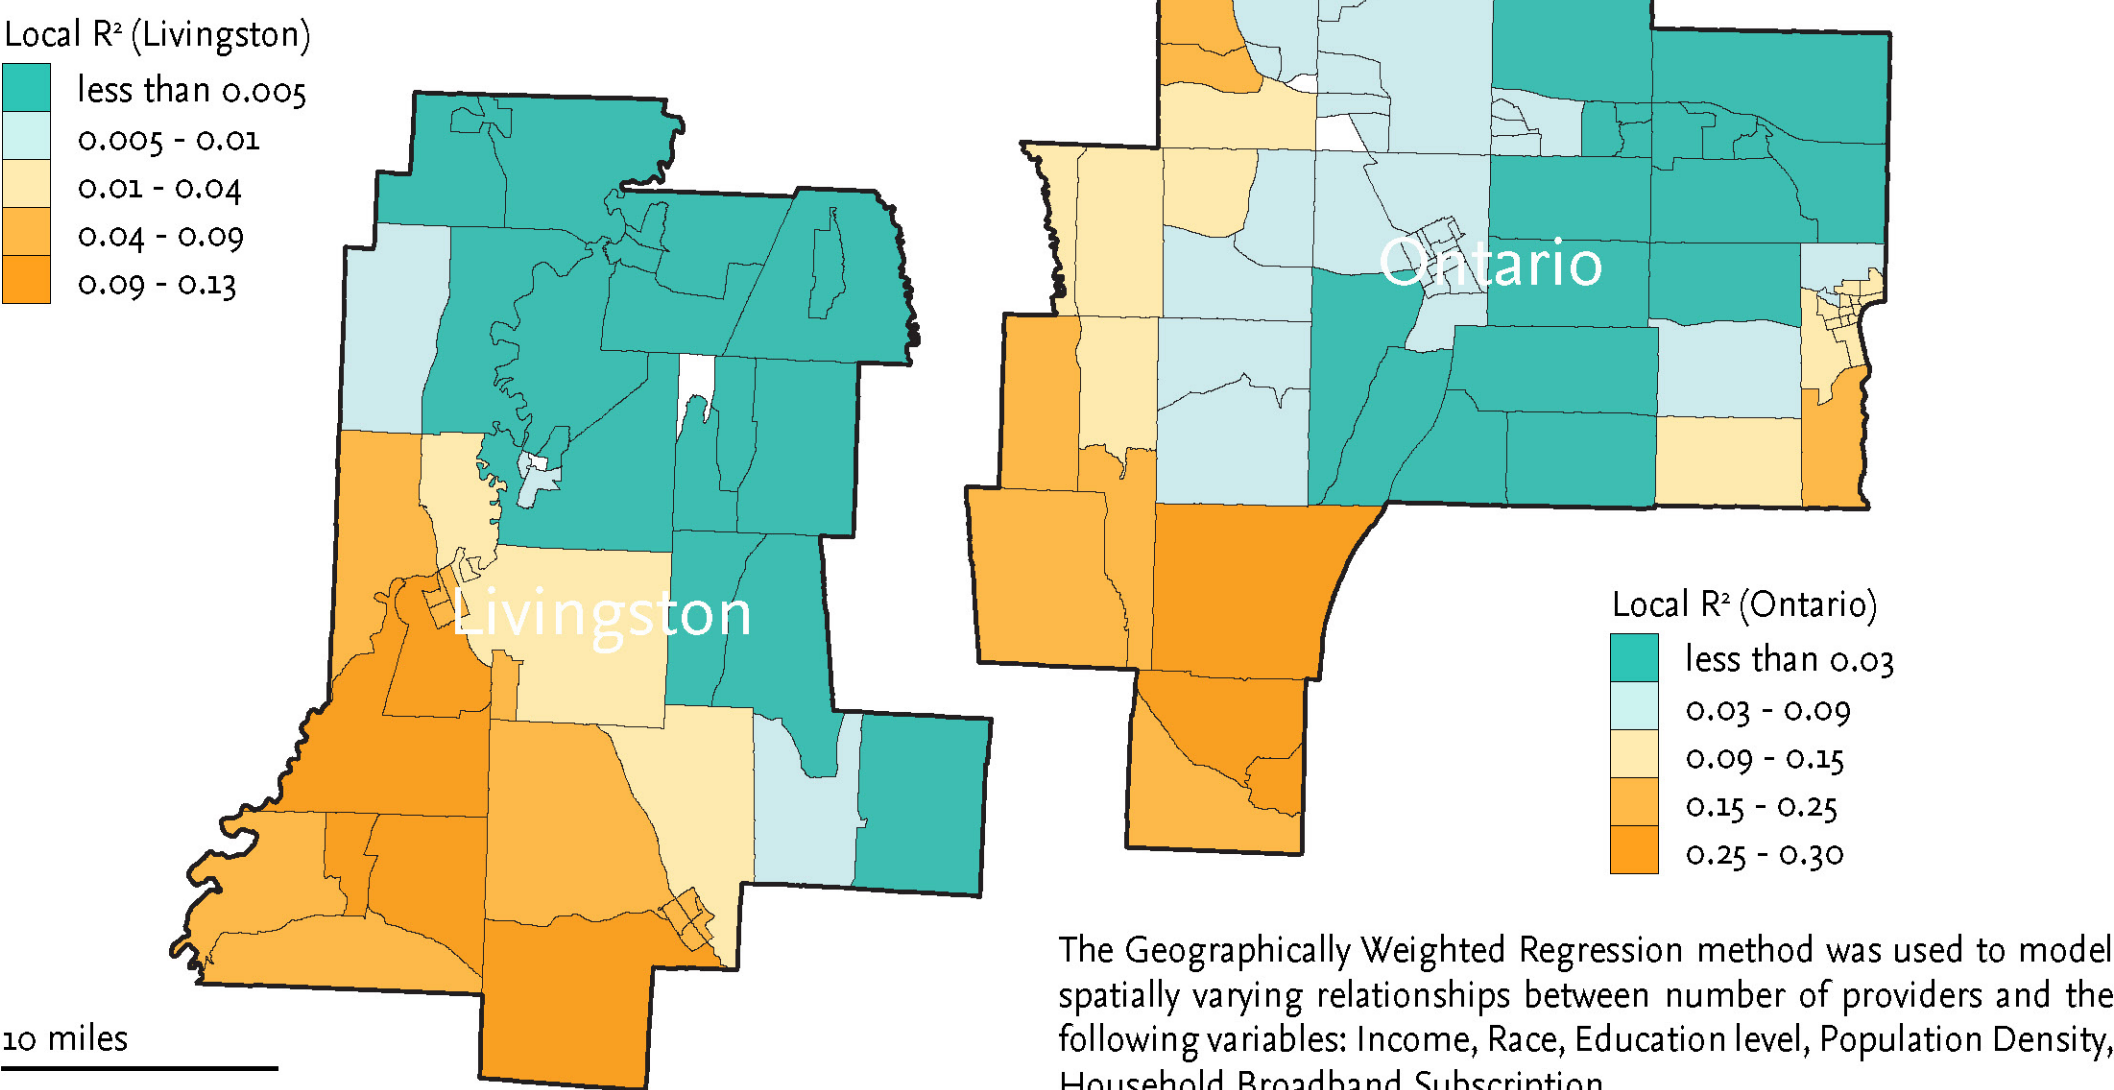 Local R² (Livingston)
less than 0.005
0.005 - 0.01
0.01 - 0.04
0.04 - 0.09
0.09 - 0.13
Ontario
Livingston
Local R² (Ontario)
less than 0.03
0.03 - 0.09
0.09 - 0.15
0.15 - 0.25
0.25 - 0.30
10 miles
The Geographically Weighted Regression method was used to model
spatially varying relationships between number of providers and the
following variables: Income, Race, Education level, Population Density,
Household Broadband Subscription